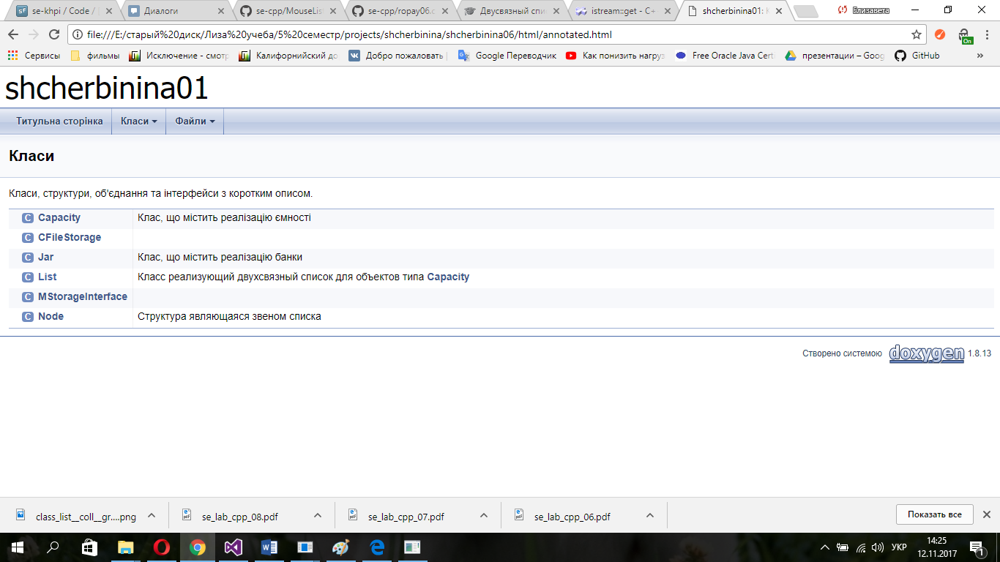 se-khpi / Code /
Диалоги
se-cpp/MouseLis
se-cpp/ropay06.c
Двусвязный спи
istream::get - C+
shcherbinina01: К
Елизавета
file:///E:/старый%20диск/Лиза%20учеба/5%20семестр/projects/shcherbinina/shcherbinina06/html/annotated.html
On
Сервисы
фильмы
Исключение - смотр
Калифорнийский до
Добро пожаловать |
Google Переводчик
Как понизить нагруз
Free Oracle Java Cert
презентации – Goog
GitHub
»
shcherbinina01
Титульна сторінка
Класи
Файли
Класи
Класи, структури, об'єднання та інтерфейси з коротким описом.
C Capacity Клас, що містить реалізацію ємності
C CFileStorage
C Jar Клас, що містить реалізацію банки
C List Класс реализующий двухсвязный список для объектов типа Capacity
C MStorageInterface
C Node Структура являющаяся звеном списка
Створено системою doxygen 1.8.13
class_list__coll__gr....png
se_lab_cpp_08.pdf
se_lab_cpp_07.pdf
se_lab_cpp_06.pdf
Показать все
УКР
14:25
12.11.2017
1